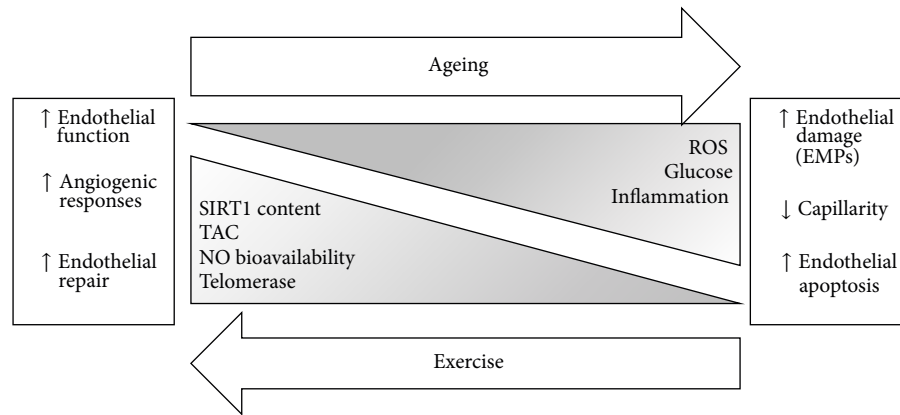 Ageing
↑ Endothelial
function
↑ Angiogenic
responses
↑ Endothelial
repair
SIRT1 content
TAC
NO bioavailability
Telomerase
ROS
Glucose
Inflammation
↑ Endothelial
damage
(EMPs)
↓ Capillarity
↑ Endothelial
apoptosis
Exercise